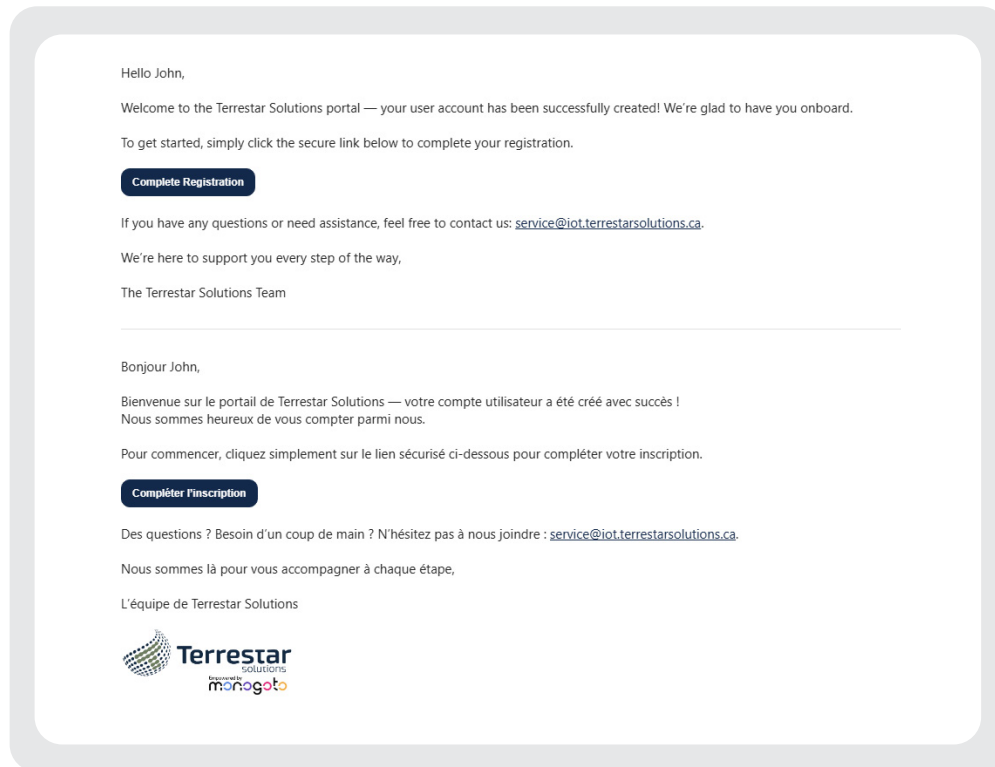 Hello John,
Welcome to the Terrestar Solutions portal — your user account has been successfully created! We're glad to have you onboard.
To get started, simply click the secure link below to complete your registration.
Complete Registration
If you have any questions or need assistance, feel free to contact us: service@iot.terrestarsolutions.ca.
We're here to support you every step of the way,
The Terrestar Solutions Team
Bonjour John,
Bienvenue sur le portail de Terrestar Solutions — votre compte utilisateur a été créé avec succès !
Nous sommes heureux de vous compter parmi nous.
Pour commencer, cliquez simplement sur le lien sécurisé ci-dessous pour compléter votre inscription.
Compléter l'inscription
Des questions ? Besoin d'un coup de main ? N'hésitez pas à nous joindre : service@iot.terrestarsolutions.ca.
Nous sommes là pour vous accompagner à chaque étape,
L'équipe de Terrestar Solutions
Terrestar
solutions
Empowered by
monogoto